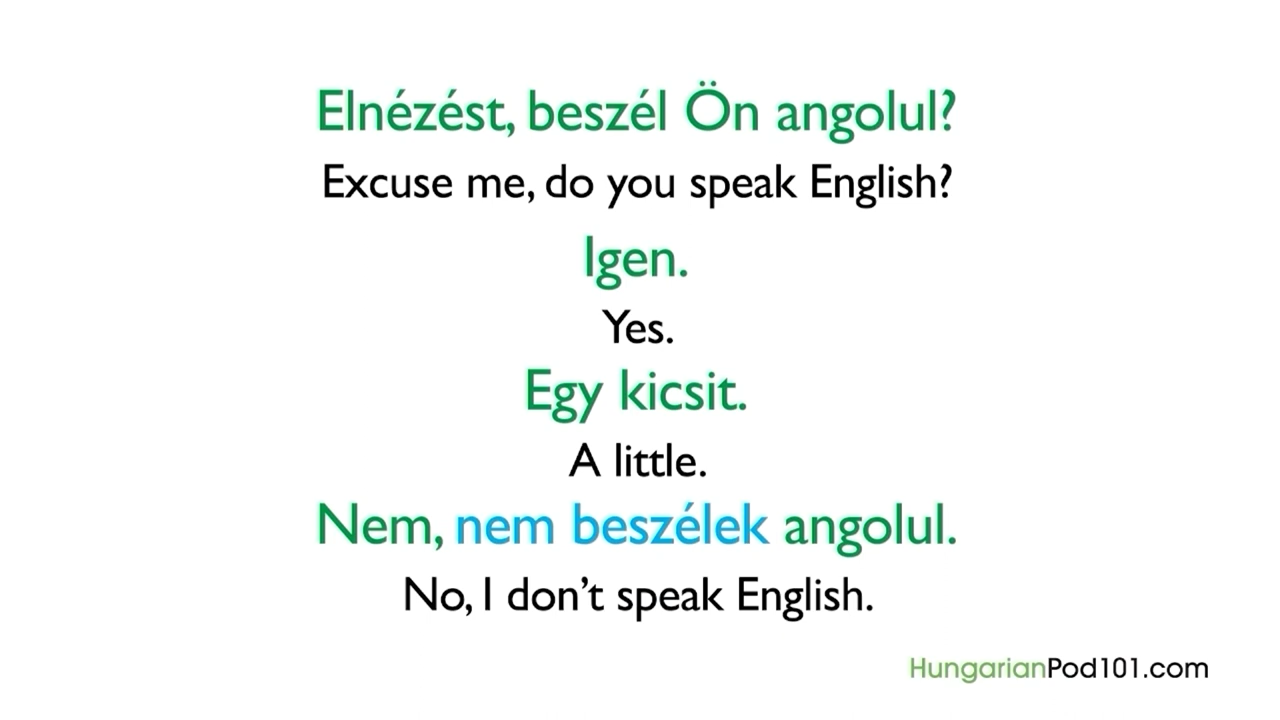 Elnézést, beszél Ön angolul?
Excuse me, do you speak English?
Igen.
Yes.
Egy kicsit.
A little.
Nem, nem beszélek angolul.
No, I don’t speak English.
HungarianPod101.com